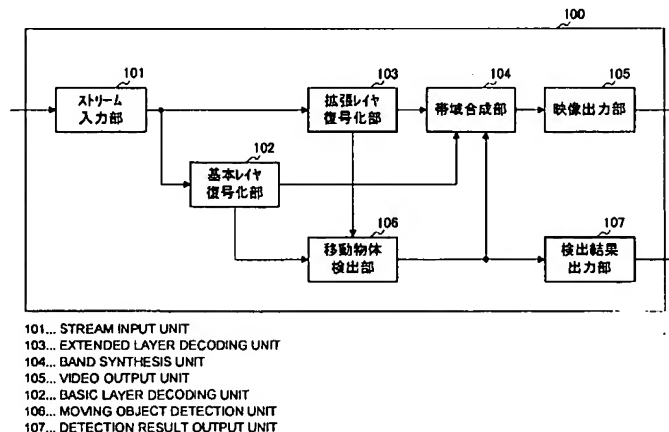 100
101
ストリーム
入力部
103
拡張レイヤ
復号化部
104
帯域合成部
105
映像出力部
102
基本レイヤ
復号化部
106
移動物体
検出部
107
検出結果
出力部
101... STREAM INPUT UNIT
103... EXTENDED LAYER DECODING UNIT
104... BAND SYNTHESIS UNIT
105... VIDEO OUTPUT UNIT
102... BASIC LAYER DECODING UNIT
106... MOVING OBJECT DETECTION UNIT
107... DETECTION RESULT OUTPUT UNIT